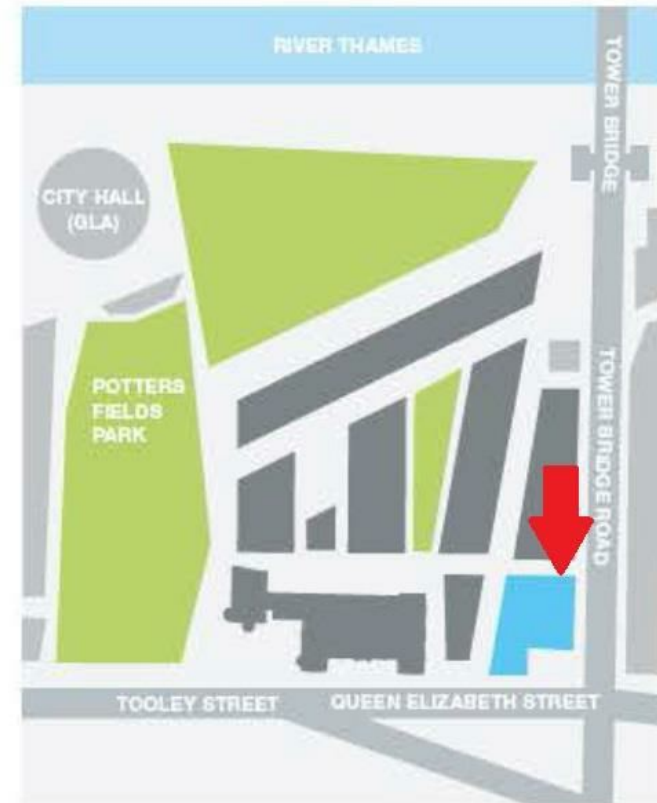 RIVER THAMES
TOWER BRIDGE
CITY HALL
(GLA)
POTTERS
FIELDS
PARK
TOWER BRIDGE ROAD
TOOLEY STREET
QUEEN ELIZABETH STREET